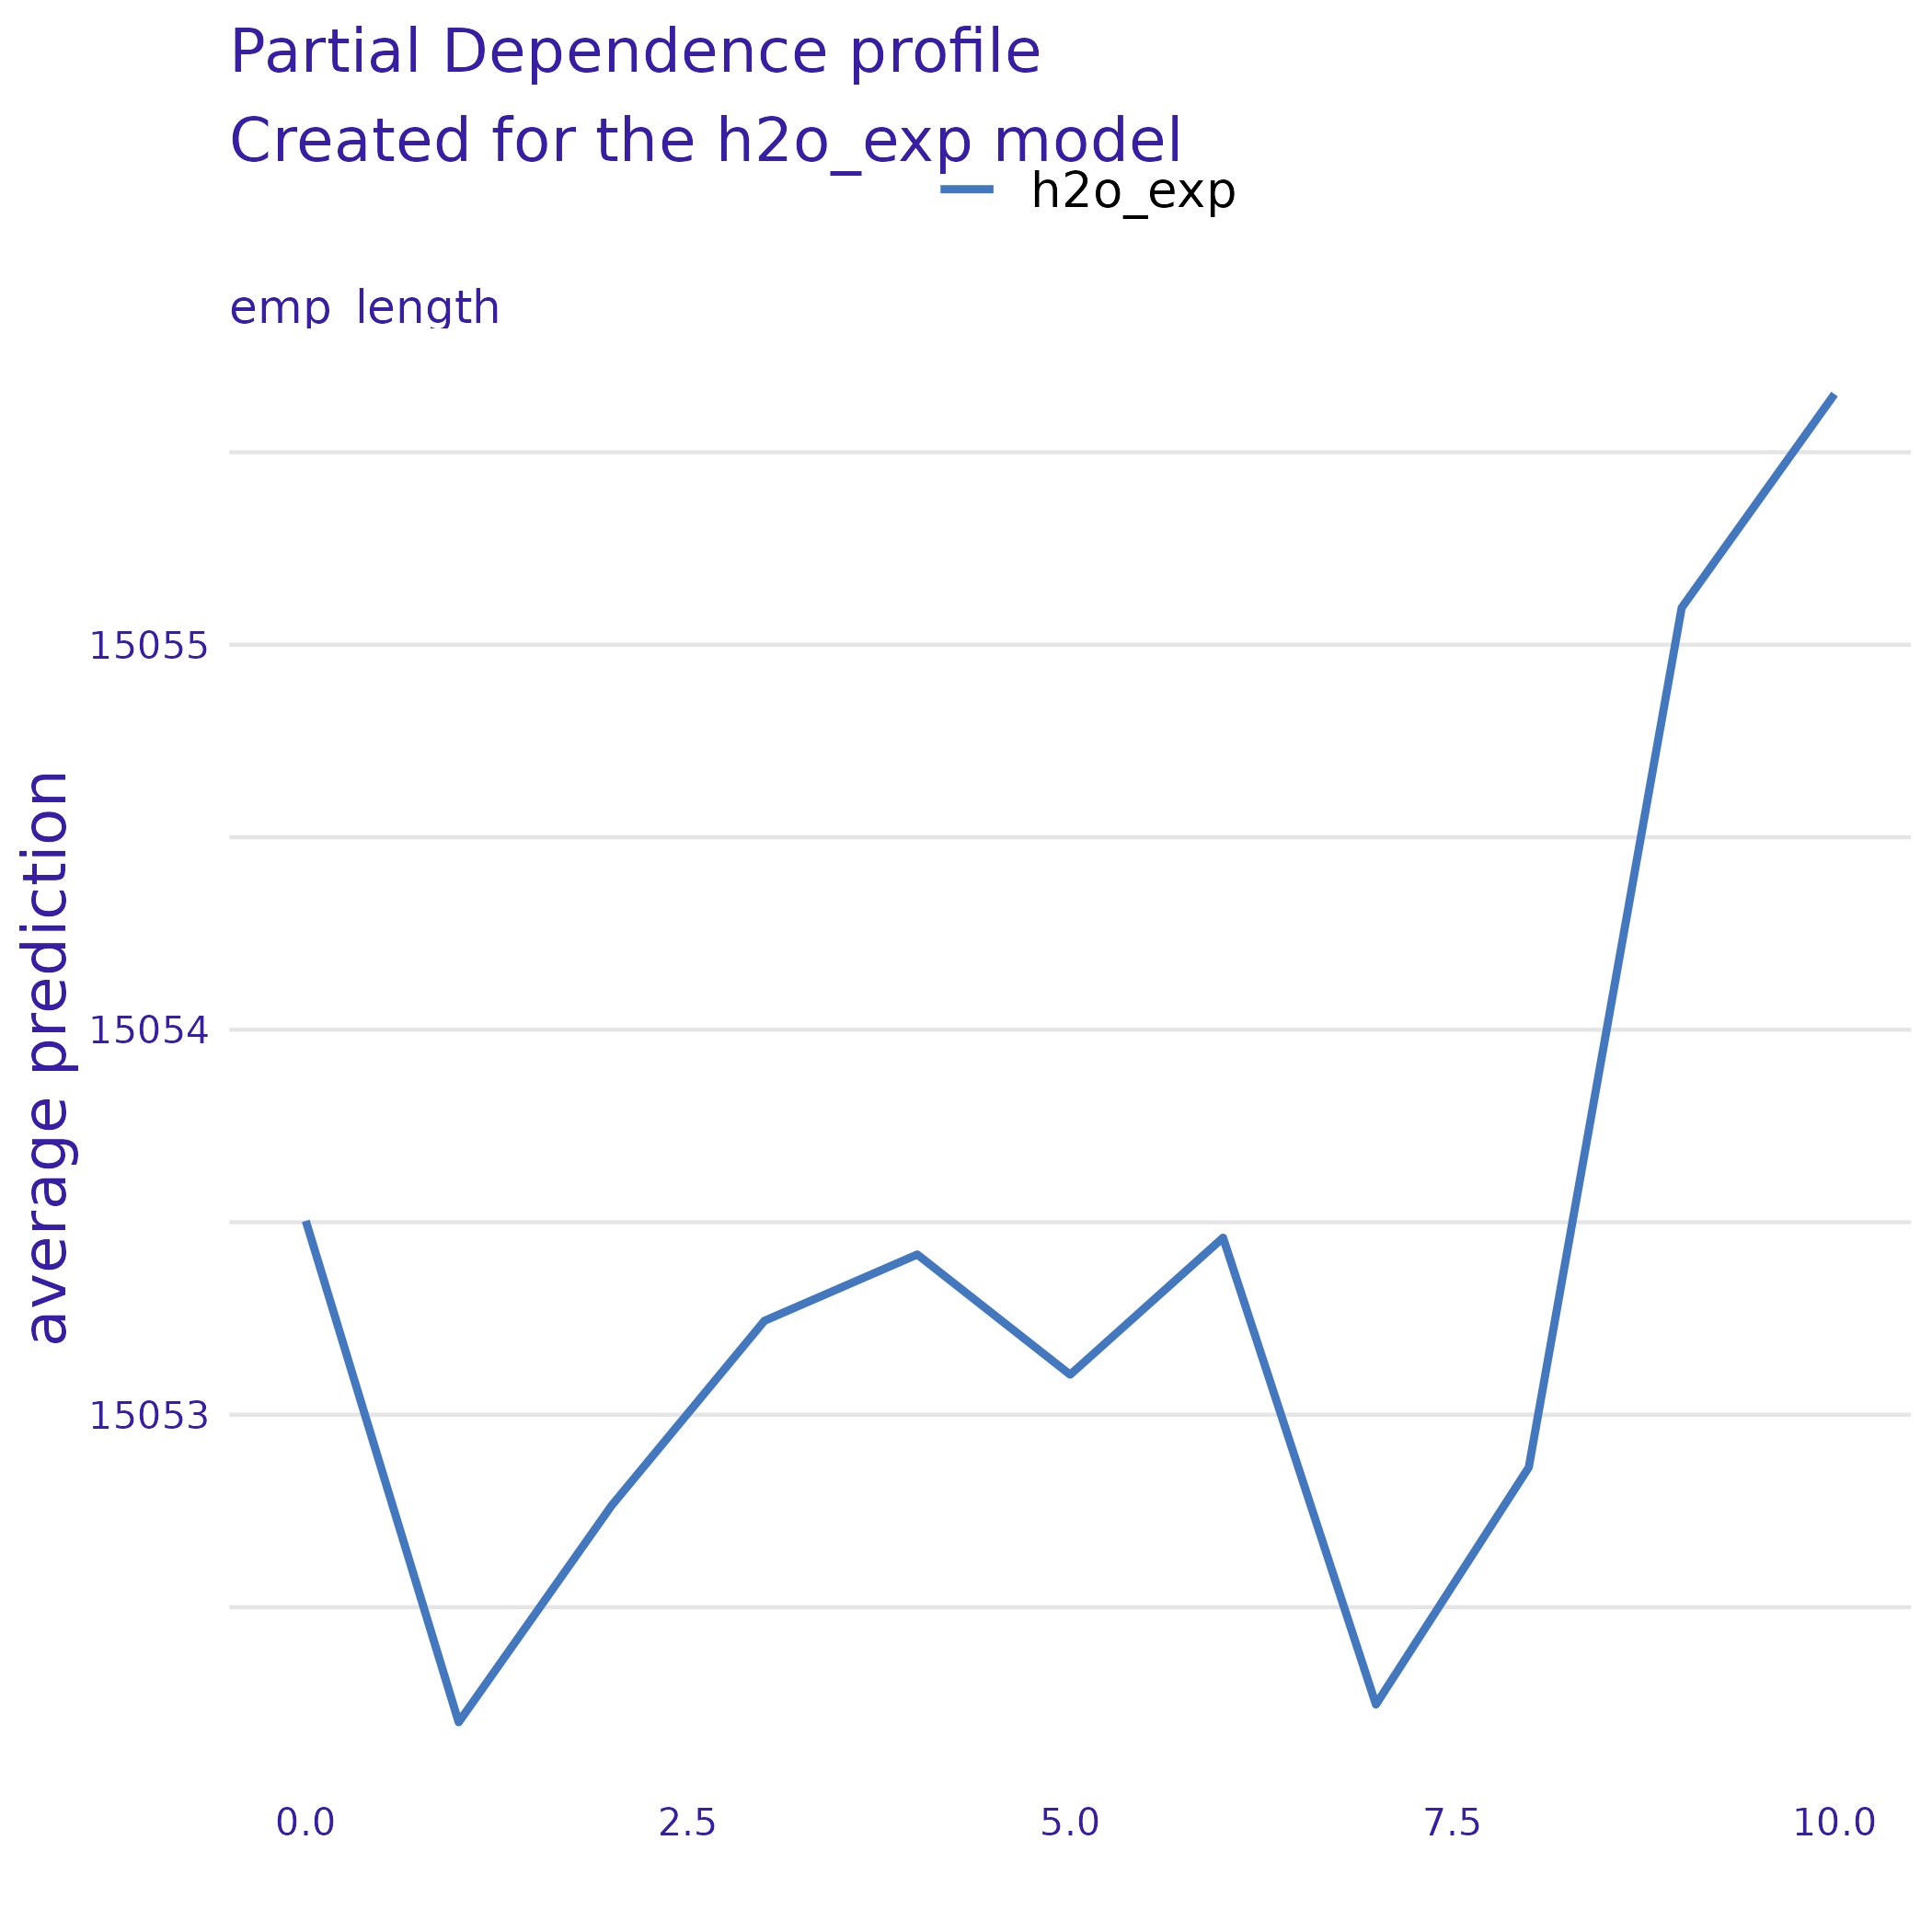 Partial Dependence profile
Created for the h2o_exp model
h2o_exp
emp_length
average prediction
15055
15054
15053
0.0 2.5 5.0 7.5 10.0